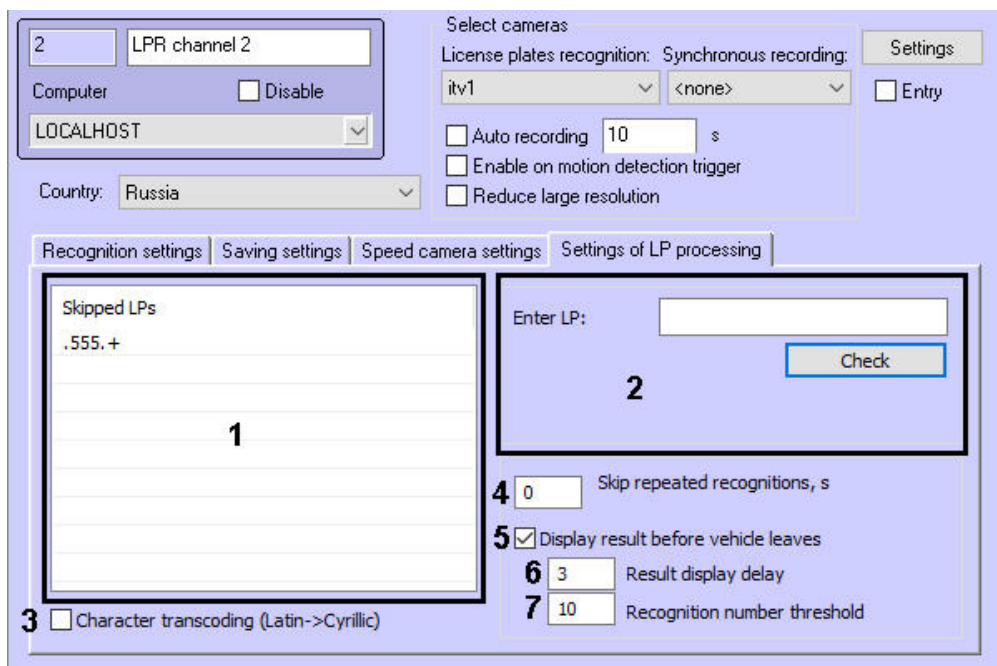 2
LPR channel 2
Computer
Disable
LOCALHOST
Country:
Russia
Select cameras
License plates recognition:
Synchronous recording:
itv1
<none>
Auto recording
10
s
Enable on motion detection trigger
Reduce large resolution
Settings
Entry
Recognition settings
Saving settings
Speed camera settings
Settings of LP processing
Skipped LPs
.555.+
1
3
Character transcoding (Latin->Cyrillic)
Enter LP:
Check
2
4
0
Skip repeated recognitions, s
5
Display result before vehicle leaves
6
3
Result display delay
7
10
Recognition number threshold